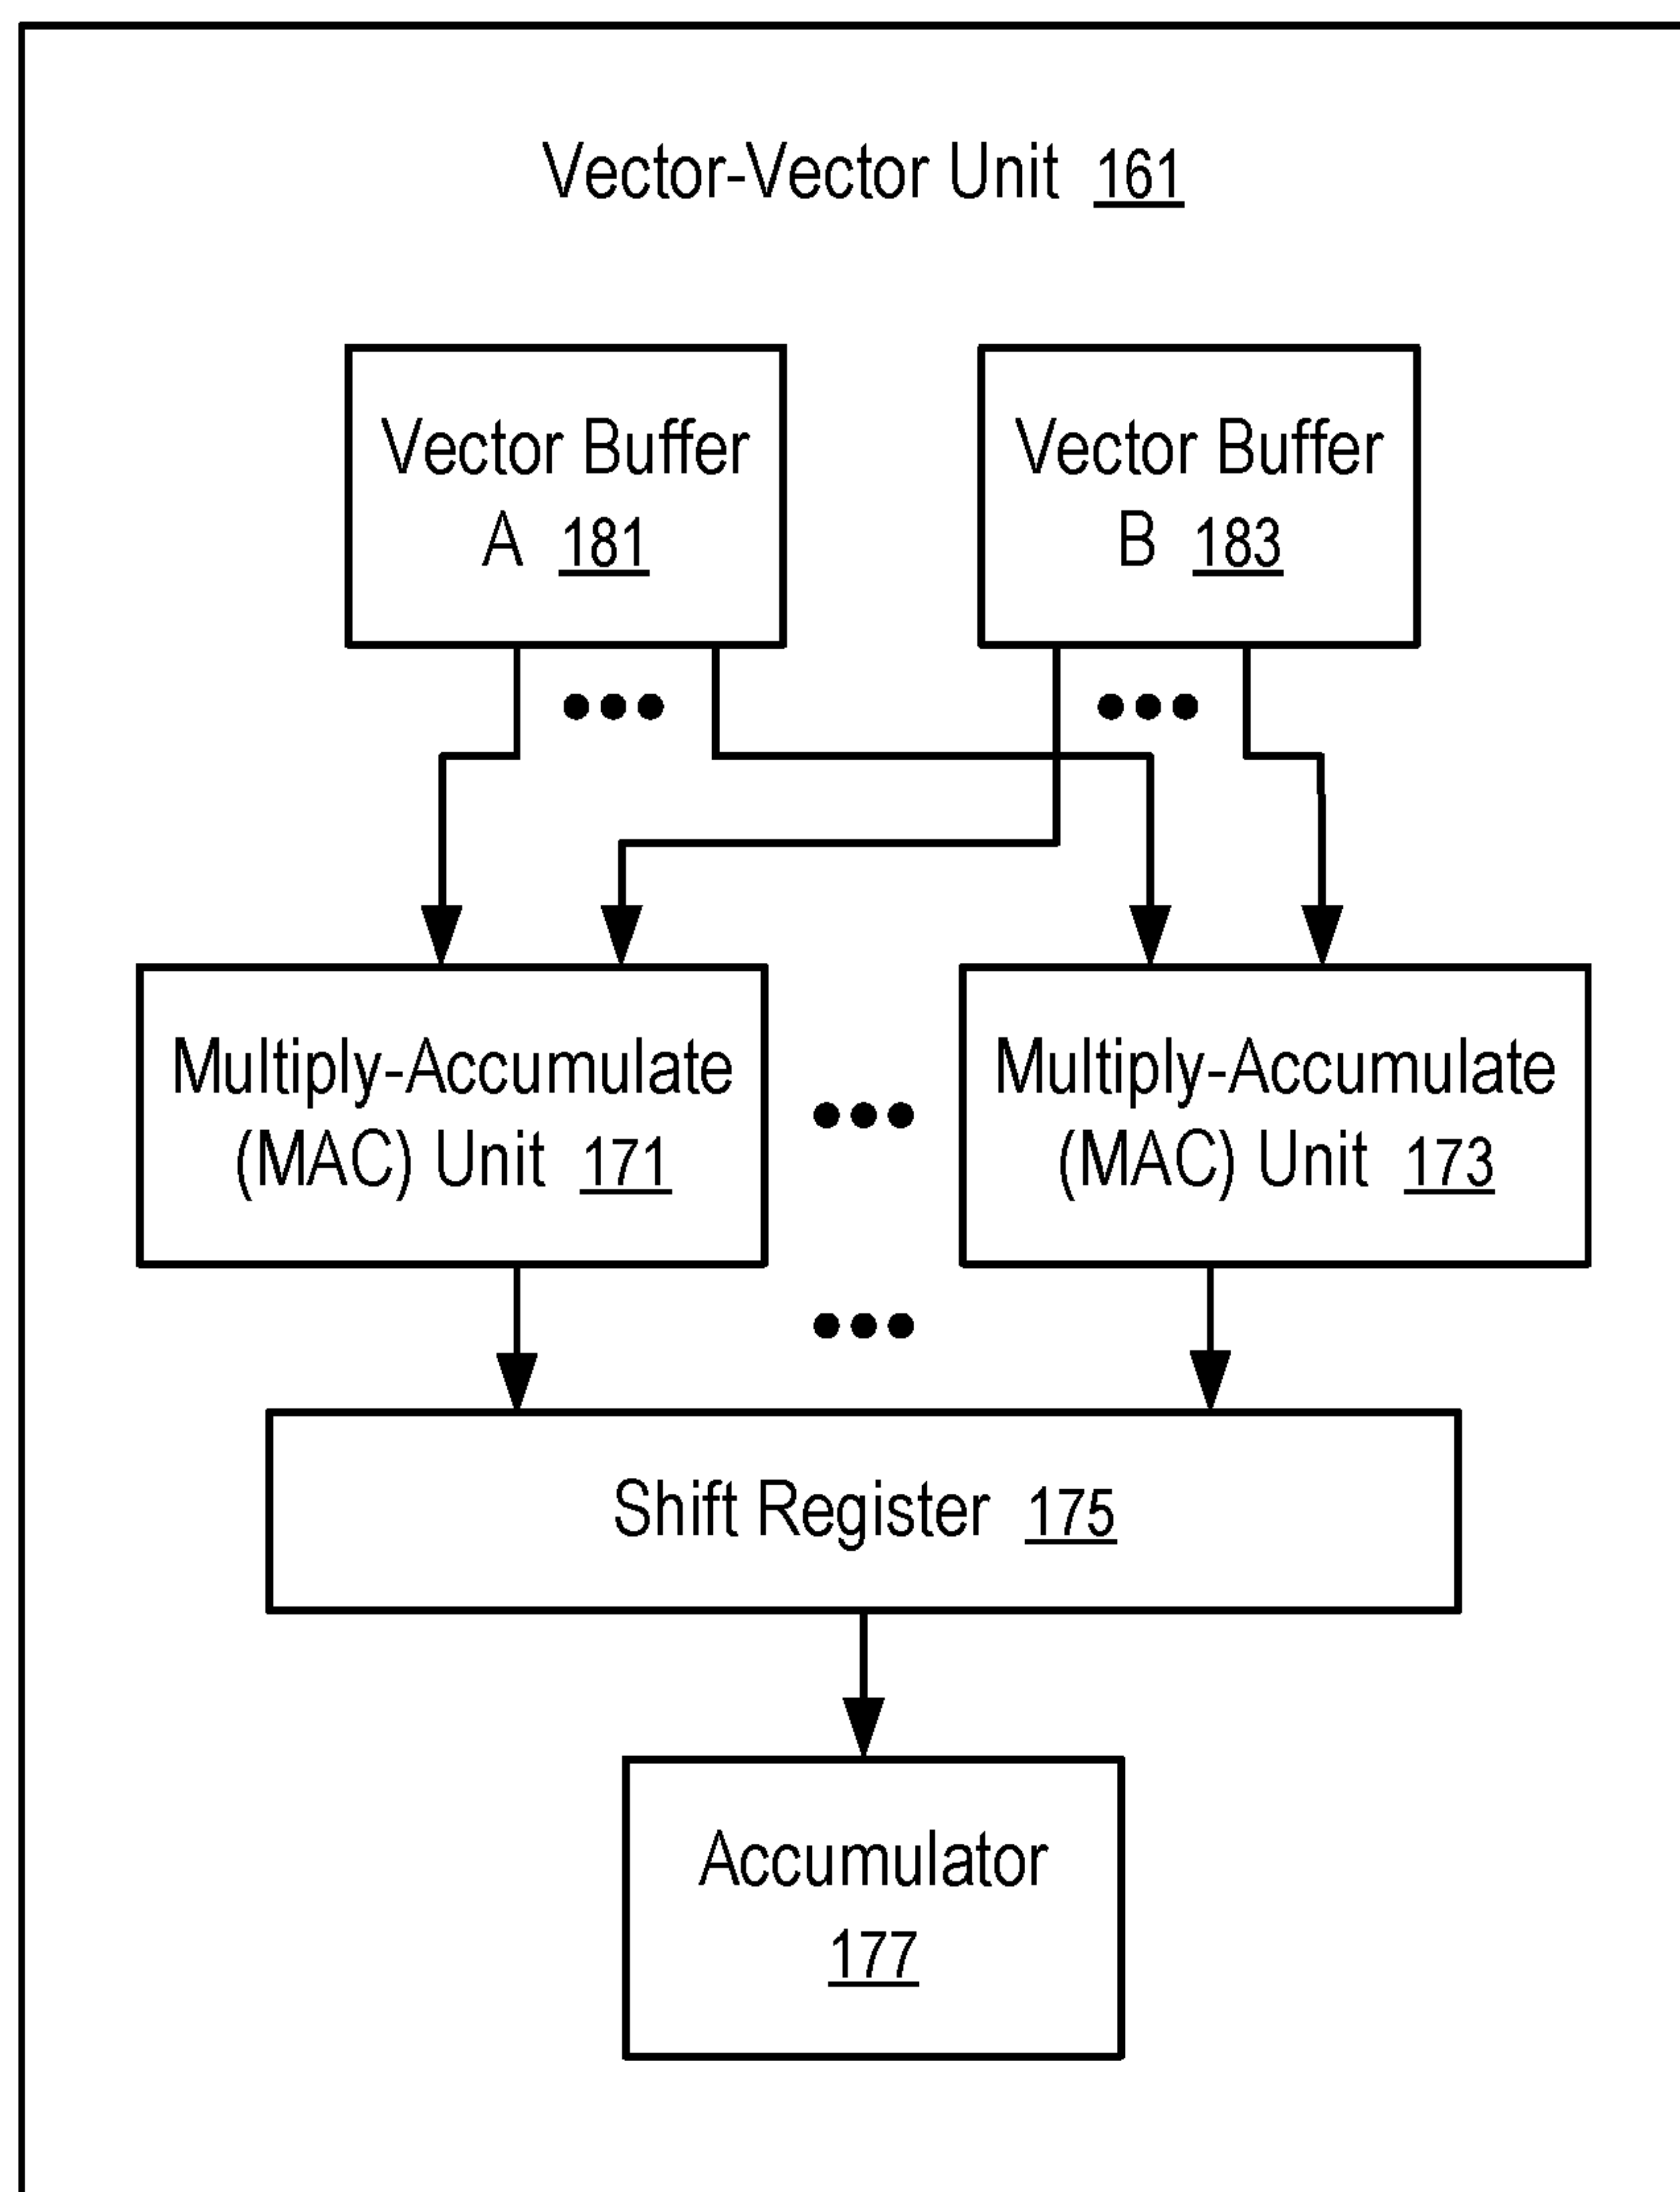 Vector-Vector Unit 161
Vector Buffer
A 181
Vector Buffer
B 183
Multiply-Accumulate
(MAC) Unit 171
Multiply-Accumulate
(MAC) Unit 173
Shift Register 175
Accumulator
177